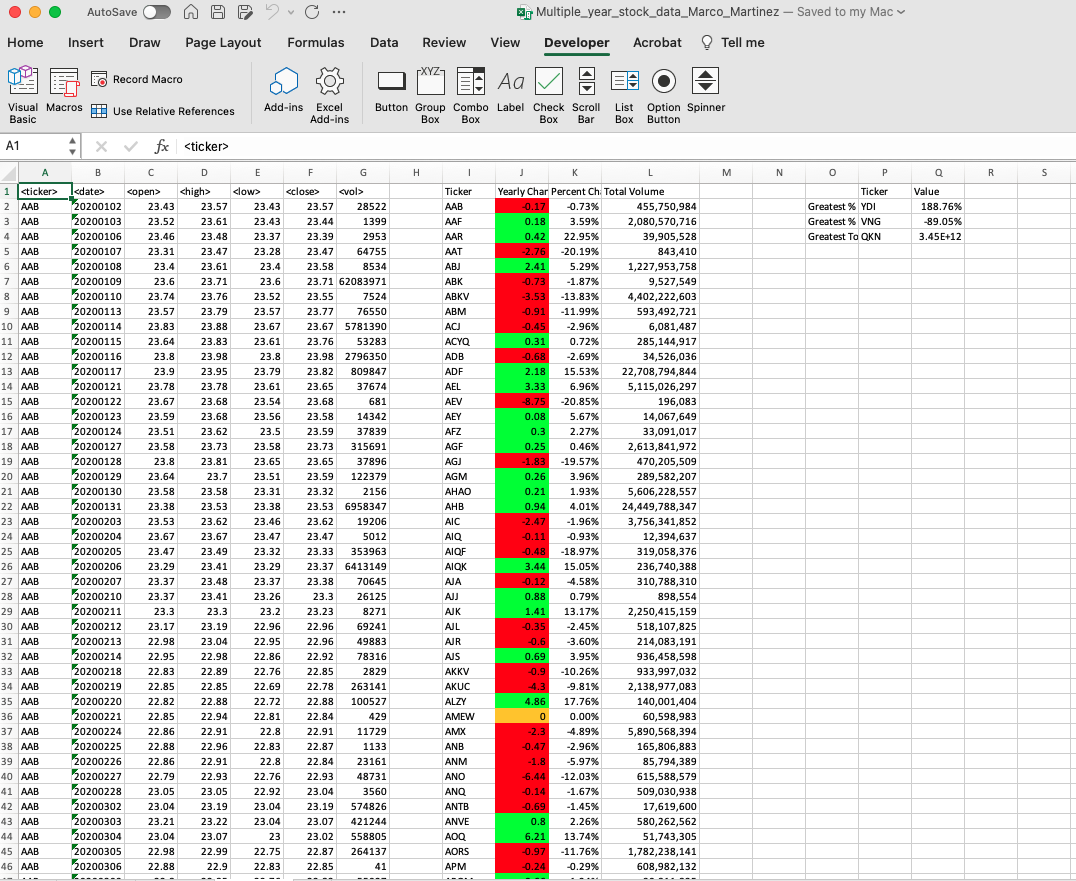 AutoSave Multiple_year_stock_data_Marco_Martinez — Saved to my Mac
Home Insert Draw Page Layout Formulas Data Review View Developer Acrobat Tell me
Visual Basic Macros Record Macro Use Relative References Add-ins Excel Add-ins Button XYZ Group Box Combo Box Aa Label Check Box Scroll Bar List Box Option Button Spinner
A1 fx <ticker>
A B C D E F G H I J K L M N O P Q R S
1 <ticker> <date> <open> <high> <low> <close> <vol> Ticker Yearly Char Percent Ch Total Volume Ticker Value
2 AAB 20200102 23.43 23.57 23.43 23.57 28522 AAB -0.17 -0.73% 455,750,984 Greatest % YDI 188.76%
3 AAB 20200103 23.52 23.61 23.43 23.44 1399 AAF 0.18 3.59% 2,080,570,716 Greatest % VNG -89.05%
4 AAB 20200106 23.46 23.48 23.37 23.39 2953 AAR 0.42 22.95% 39,905,528 Greatest To QKN 3.45E+12
5 AAB 20200107 23.31 23.47 23.28 23.47 64755 AAT -2.76 -20.19% 843,410
6 AAB 20200108 23.4 23.61 23.4 23.58 8534 ABJ 2.41 5.29% 1,227,953,758
7 AAB 20200109 23.6 23.71 23.6 23.71 62083971 ABK -0.73 -1.87% 9,527,549
8 AAB 20200110 23.74 23.76 23.52 23.55 7524 ABKV -3.53 -13.83% 4,402,222,603
9 AAB 20200113 23.57 23.79 23.57 23.77 76550 ABM -0.91 -11.99% 593,492,721
10 AAB 20200114 23.83 23.88 23.67 23.67 5781390 ACJ -0.45 -2.96% 6,081,487
11 AAB 20200115 23.64 23.83 23.61 23.76 53283 ACYQ 0.31 0.72% 285,144,917
12 AAB 20200116 23.8 23.98 23.8 23.98 2796350 ADB -0.68 -2.69% 34,526,036
13 AAB 20200117 23.9 23.95 23.79 23.82 809847 ADF 2.18 15.53% 22,708,794,844
14 AAB 20200121 23.78 23.78 23.61 23.65 37674 AEL 3.33 6.96% 5,115,026,297
15 AAB 20200122 23.67 23.68 23.54 23.68 681 AEV -8.75 -20.85% 196,083
16 AAB 20200123 23.59 23.68 23.56 23.58 14342 AEY 0.08 5.67% 14,067,649
17 AAB 20200124 23.51 23.62 23.5 23.59 37839 AFZ 0.3 2.27% 33,091,017
18 AAB 20200127 23.58 23.73 23.58 23.73 315691 AGF 0.25 0.46% 2,613,841,972
19 AAB 20200128 23.8 23.81 23.65 23.65 37896 AGJ -1.83 -19.57% 470,205,509
20 AAB 20200129 23.64 23.7 23.51 23.59 122379 AGM 0.26 3.96% 289,582,207
21 AAB 20200130 23.58 23.58 23.31 23.32 2156 AHAO 0.21 1.93% 5,606,228,557
22 AAB 20200131 23.38 23.53 23.38 23.53 6958347 AHB 0.94 4.01% 24,449,788,347
23 AAB 20200203 23.53 23.62 23.46 23.62 19206 AIC -2.47 -1.96% 3,756,341,852
24 AAB 20200204 23.67 23.67 23.47 23.47 5012 AIQ -0.11 -0.93% 12,394,637
25 AAB 20200205 23.47 23.49 23.32 23.33 353963 AIQF -0.48 -18.97% 319,058,376
26 AAB 20200206 23.29 23.41 23.29 23.37 6413149 AIQK 3.44 15.05% 236,740,388
27 AAB 20200207 23.37 23.48 23.37 23.38 70645 AJA -0.12 -4.58% 310,788,310
28 AAB 20200210 23.37 23.41 23.26 23.3 26125 AJJ 0.88 0.79% 898,554
29 AAB 20200211 23.3 23.3 23.2 23.23 8271 AJK 1.41 13.17% 2,250,415,159
30 AAB 20200212 23.17 23.19 22.96 22.96 69241 AJL -0.35 -2.45% 518,107,825
31 AAB 20200213 22.98 23.04 22.95 22.96 49883 AJR -0.6 -3.60% 214,083,191
32 AAB 20200214 22.95 22.98 22.86 22.92 78316 AJS 0.69 3.95% 936,458,598
33 AAB 20200218 22.83 22.89 22.76 22.85 2829 AKKV -0.9 -10.26% 933,997,032
34 AAB 20200219 22.85 22.85 22.69 22.78 263141 AKUC -4.3 -9.81% 2,138,977,083
35 AAB 20200220 22.82 22.88 22.72 22.88 100527 ALZY 4.86 17.76% 140,001,404
36 AAB 20200221 22.85 22.94 22.81 22.84 429 AMEW 0 0.00% 60,598,983
37 AAB 20200224 22.86 22.91 22.8 22.91 11729 AMX -2.3 -4.89% 5,890,568,394
38 AAB 20200225 22.88 22.96 22.83 22.87 1133 ANB -0.47 -2.96% 165,806,883
39 AAB 20200226 22.86 22.91 22.8 22.84 23161 ANM -1.8 -5.97% 85,794,389
40 AAB 20200227 22.79 22.93 22.76 22.93 48731 ANO -6.44 -12.03% 615,588,579
41 AAB 20200228 23.05 23.05 22.92 23.04 3560 ANQ -0.14 -1.67% 509,030,938
42 AAB 20200302 23.04 23.19 23.04 23.19 574826 ANTB -0.69 -1.45% 17,619,600
43 AAB 20200303 23.21 23.22 23.04 23.07 421244 ANVE 0.8 2.26% 580,262,562
44 AAB 20200304 23.04 23.07 23 23.02 558805 AOQ 6.21 13.74% 51,743,305
45 AAB 20200305 22.98 22.99 22.75 22.87 264137 AORS -0.97 -11.76% 1,782,238,141
46 AAB 20200306 22.88 22.9 22.83 22.85 41 APM -0.24 -0.29% 608,982,132